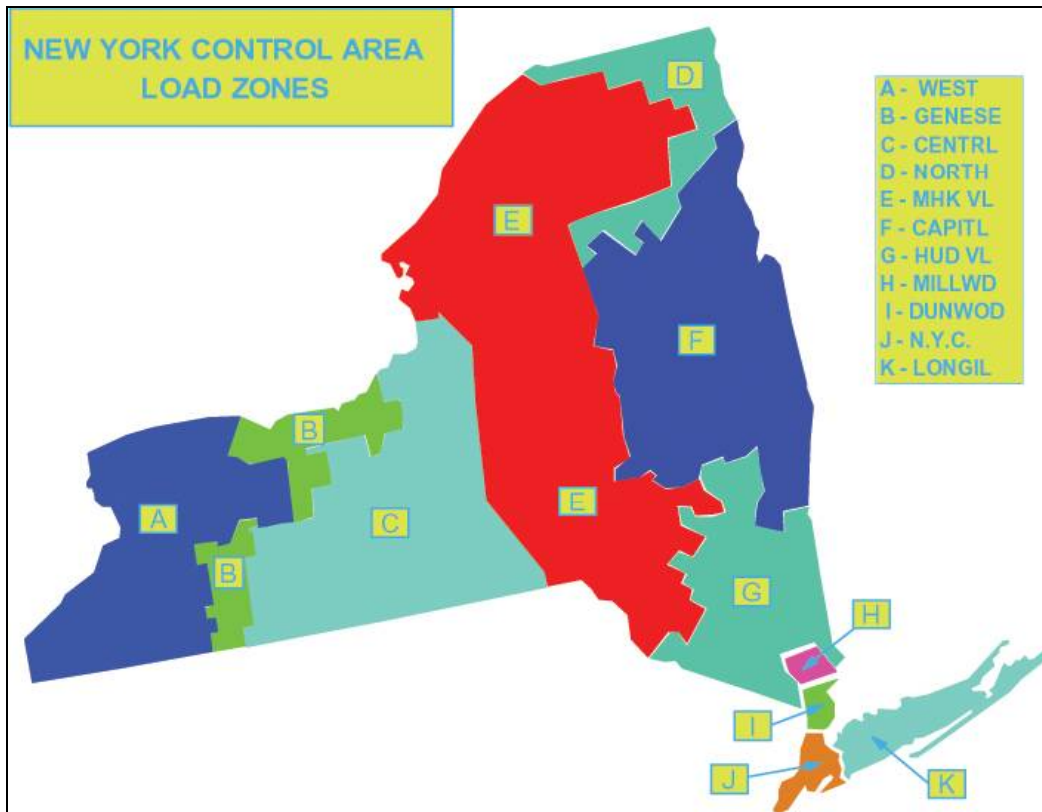 NEW YORK CONTROL AREA
LOAD ZONES
A - WEST
B - GENESE
C - CENTRL
D - NORTH
E - MHK VL
F - CAPITL
G - HUD VL
H - MILLWD
I - DUNWOD
J - N.Y.C.
K - LONGIL
D
E
F
B
A
C
E
B
G
H
I
J
K